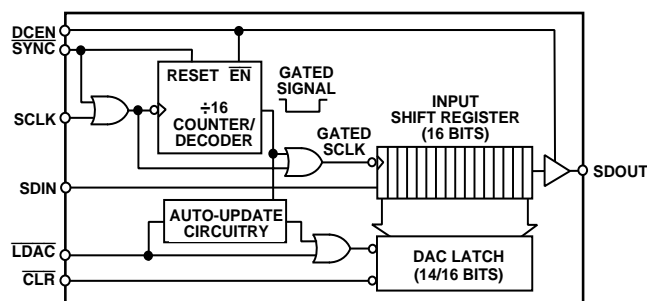 DCEN
SYNC
SCLK
SDIN
LDAC
CLR
RESET EN
÷16
COUNTER/
DECODER
GATED
SIGNAL
GATED
SCLK
INPUT
SHIFT REGISTER
(16 BITS)
SDOUT
AUTO-UPDATE
CIRCUITRY
DAC LATCH
(14/16 BITS)